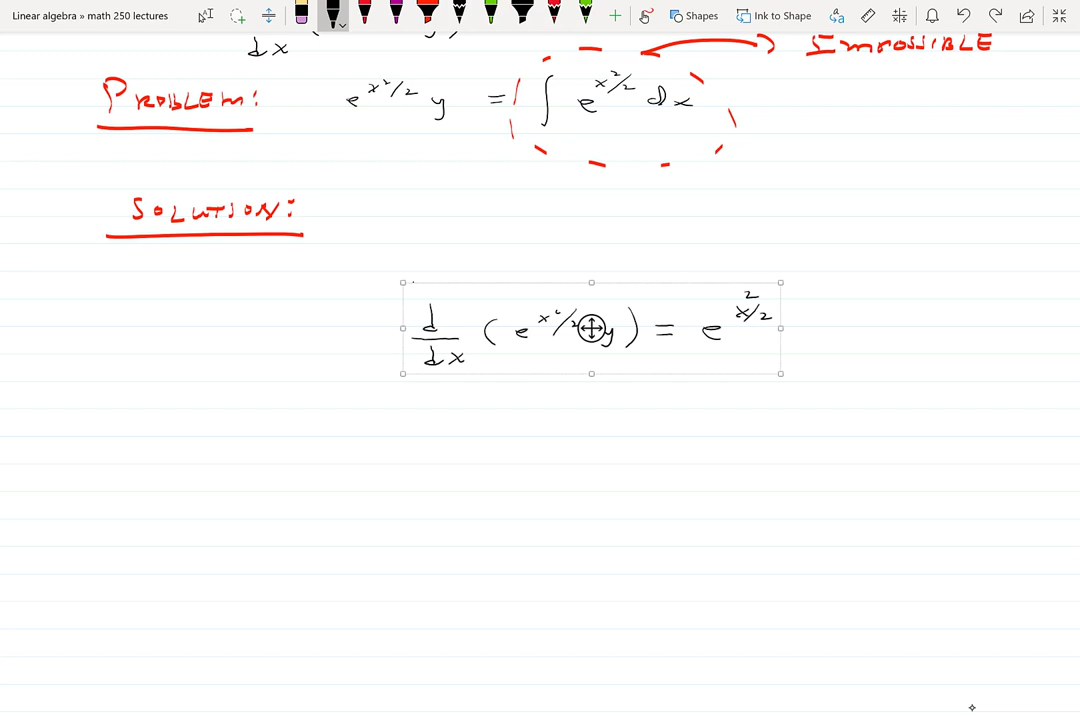 Linear algebra » math 250 lectures
Shapes
Ink to Shape
dx
IMPOSSIBLE
PROBLEM: e^{x²/2} y = ∫ e^{x²/2} dx
SOLUTION:
d/dx (e^{x²/2} y) = e^{x²/2}